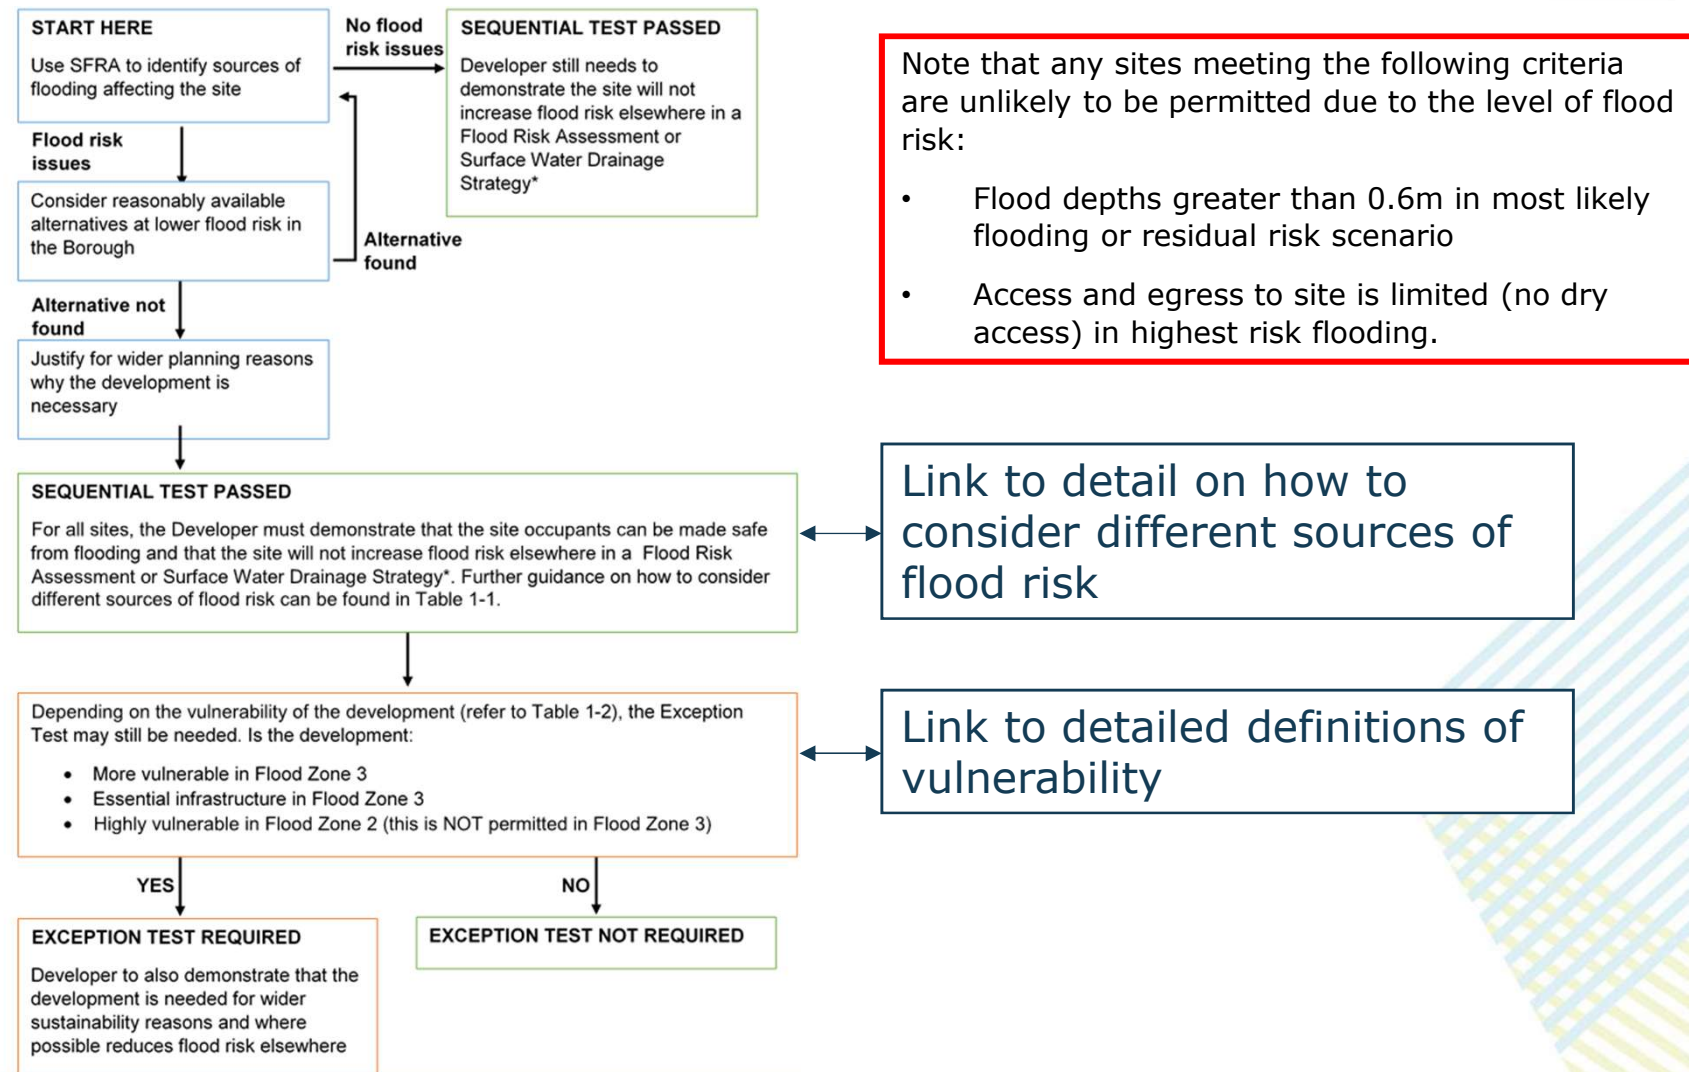 START HERE
Use SFRA to identify sources of
flooding affecting the site
No flood
risk issues
SEQUENTIAL TEST PASSED
Developer still needs to
demonstrate the site will not
increase flood risk elsewhere in a
Flood Risk Assessment or
Surface Water Drainage
Strategy*
Flood risk
issues
Consider reasonably available
alternatives at lower flood risk in
the Borough
Alternative
found
Alternative not
found
Justify for wider planning reasons
why the development is
necessary
SEQUENTIAL TEST PASSED
For all sites, the Developer must demonstrate that the site occupants can be made safe
from flooding and that the site will not increase flood risk elsewhere in a Flood Risk
Assessment or Surface Water Drainage Strategy*. Further guidance on how to consider
different sources of flood risk can be found in Table 1-1.
Depending on the vulnerability of the development (refer to Table 1-2), the Exception
Test may still be needed. Is the development:
• More vulnerable in Flood Zone 3
• Essential infrastructure in Flood Zone 3
• Highly vulnerable in Flood Zone 2 (this is NOT permitted in Flood Zone 3)
YES
NO
EXCEPTION TEST REQUIRED
Developer to also demonstrate that the
development is needed for wider
sustainability reasons and where
possible reduces flood risk elsewhere
EXCEPTION TEST NOT REQUIRED
Note that any sites meeting the following criteria
are unlikely to be permitted due to the level of flood
risk:
• Flood depths greater than 0.6m in most likely
flooding or residual risk scenario
• Access and egress to site is limited (no dry
access) in highest risk flooding.
Link to detail on how to
consider different sources of
flood risk
Link to detailed definitions of
vulnerability